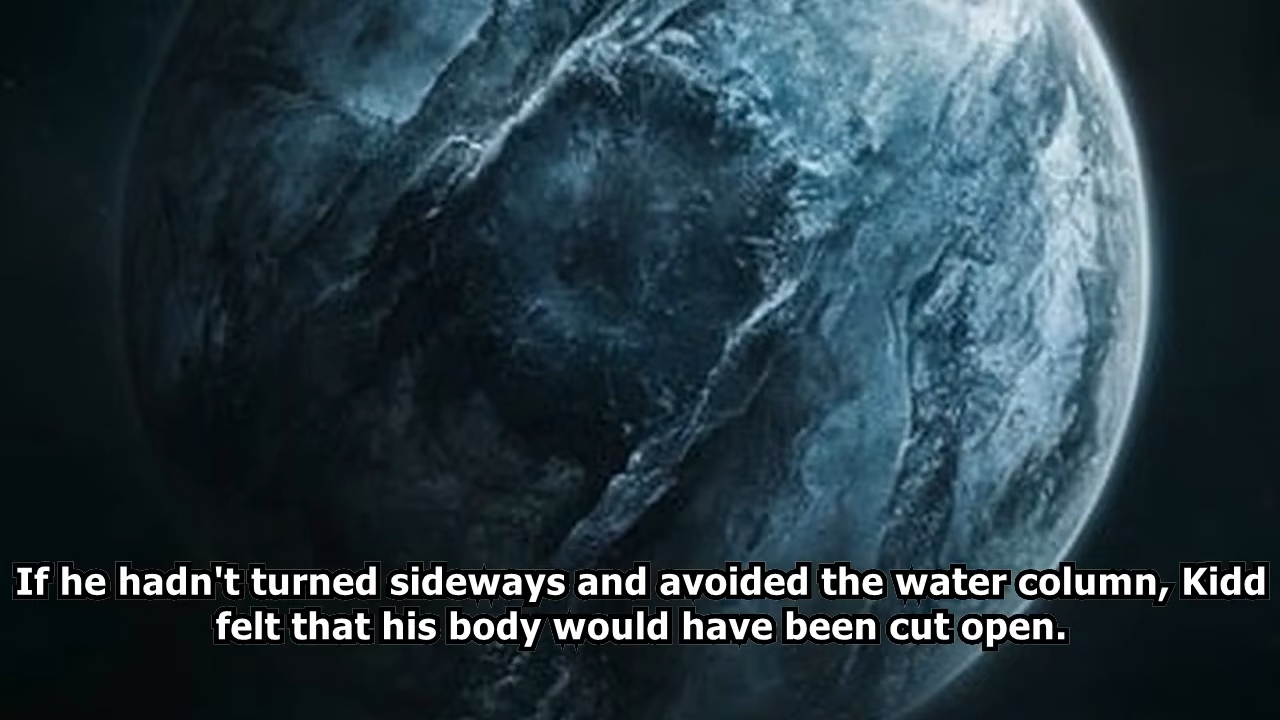 If he hadn't turned sideways and avoided the water column, Kidd
felt that his body would have been cut open.